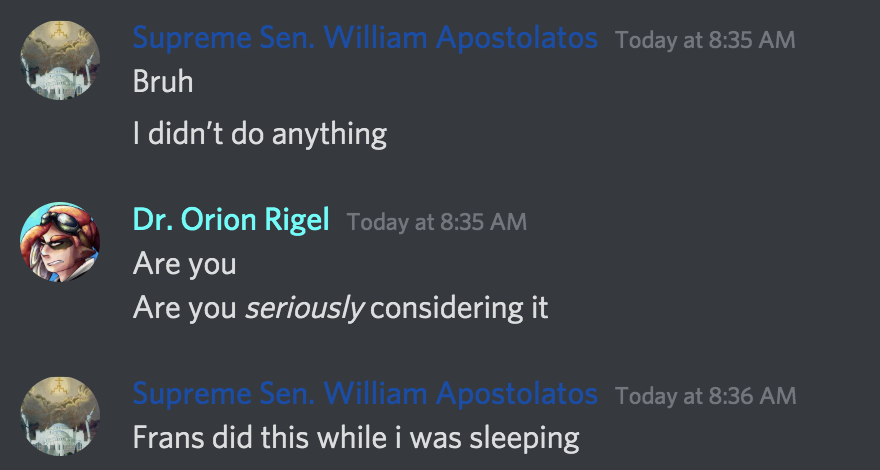 Supreme Sen. William Apostolatos Today at 8:35 AM
Bruh
I didn't do anything
Dr. Orion Rigel Today at 8:35 AM
Are you
Are you seriously considering it
Supreme Sen. William Apostolatos Today at 8:36 AM
Frans did this while i was sleeping